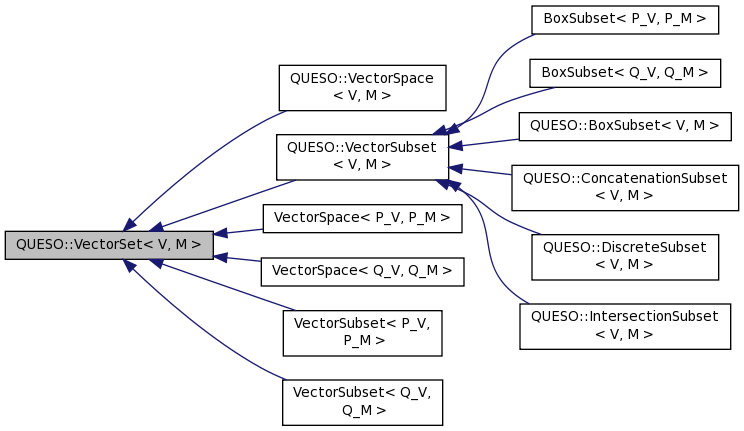 QUESO::VectorSet< V, M >
QUESO::VectorSpace
< V, M >
QUESO::VectorSubset
< V, M >
VectorSpace< P_V, P_M >
VectorSpace< Q_V, Q_M >
VectorSubset< P_V,
P_M >
VectorSubset< Q_V,
Q_M >
BoxSubset< P_V, P_M >
BoxSubset< Q_V, Q_M >
QUESO::BoxSubset< V, M >
QUESO::ConcatenationSubset
< V, M >
QUESO::DiscreteSubset
< V, M >
QUESO::IntersectionSubset
< V, M >